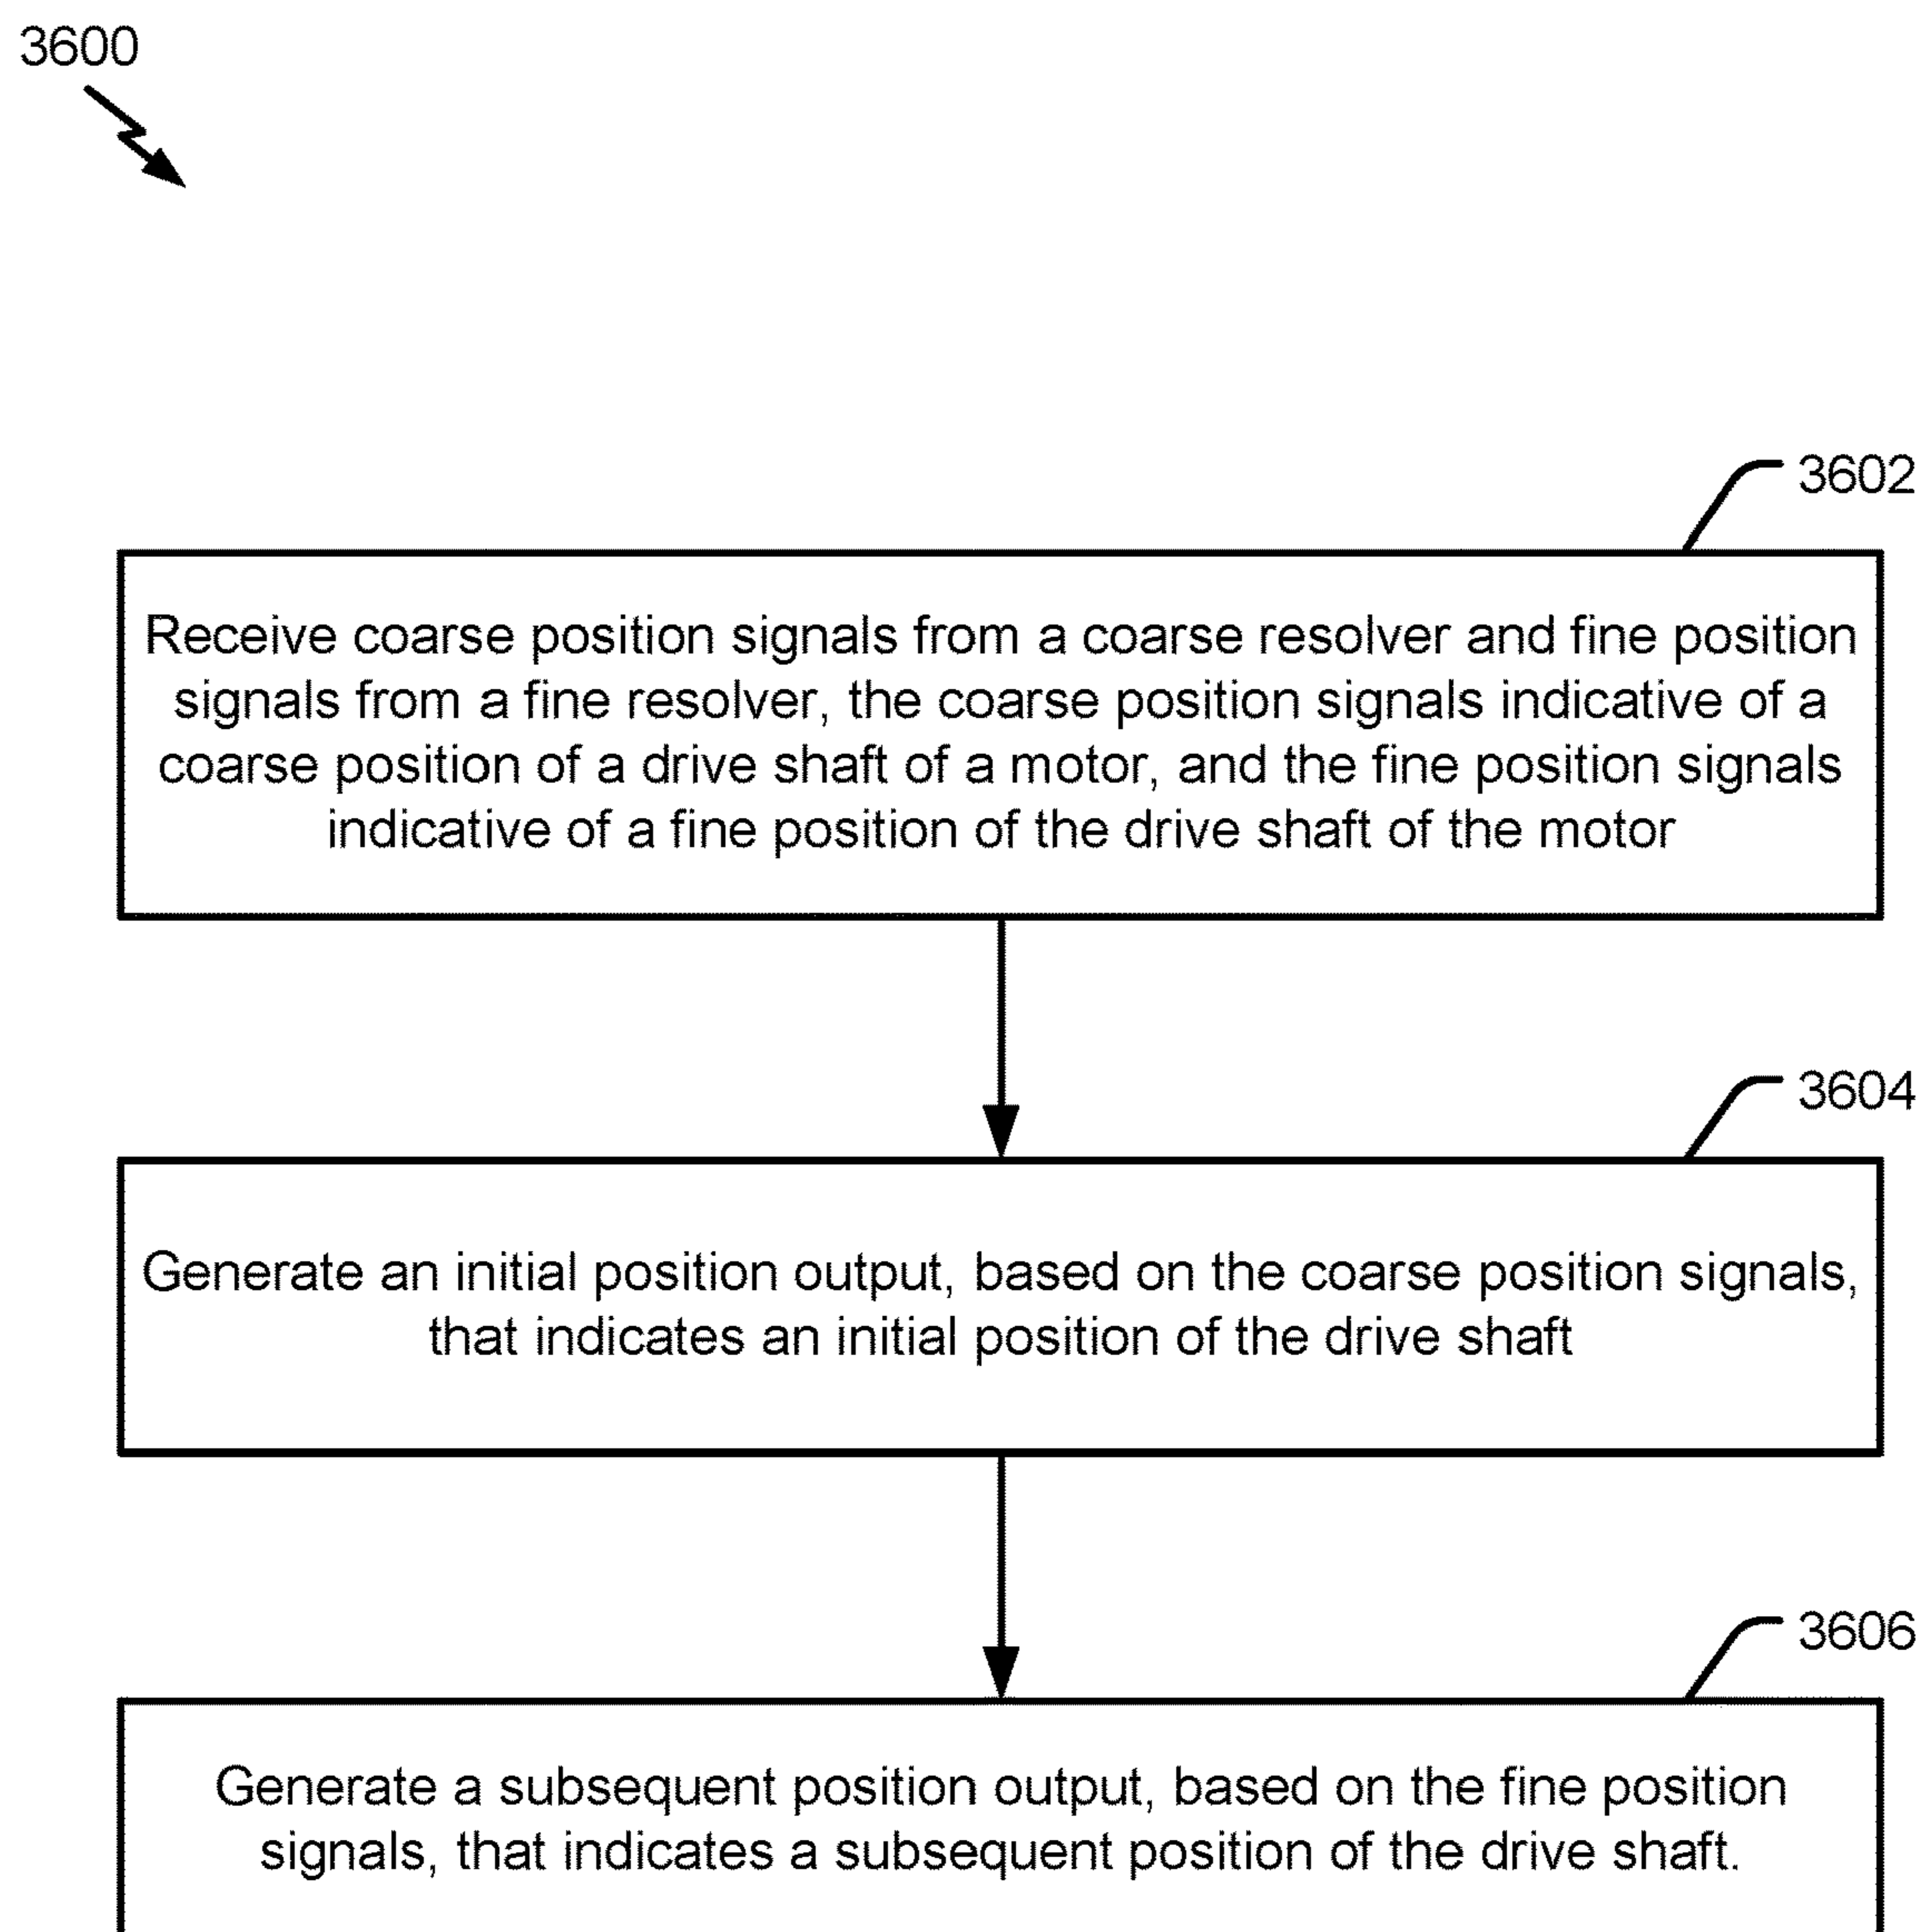 3600
3602
Receive coarse position signals from a coarse resolver and fine position
signals from a fine resolver, the coarse position signals indicative of a
coarse position of a drive shaft of a motor, and the fine position signals
indicative of a fine position of the drive shaft of the motor
3604
Generate an initial position output, based on the coarse position signals,
that indicates an initial position of the drive shaft
3606
Generate a subsequent position output, based on the fine position
signals, that indicates a subsequent position of the drive shaft.